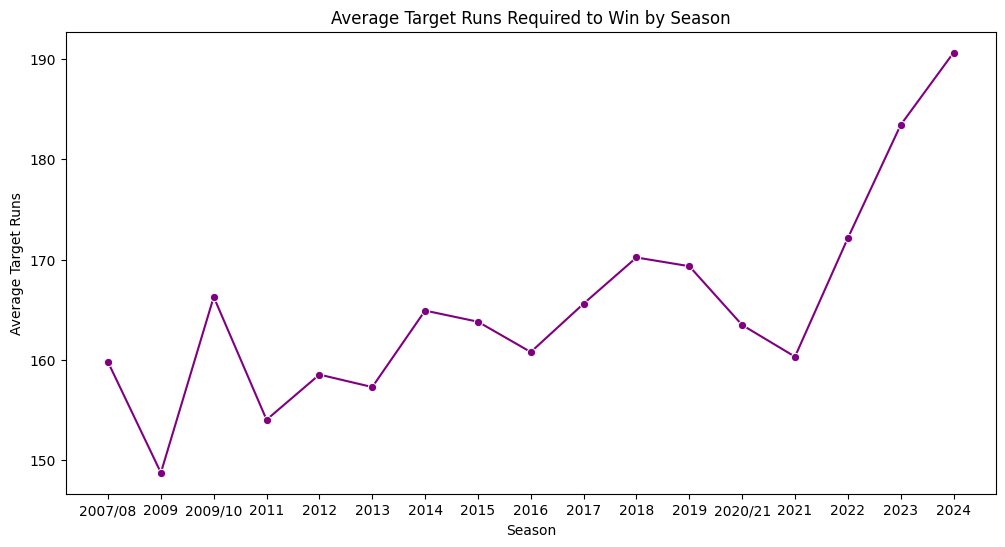 Average Target Runs Required to Win by Season
Average Target Runs
190
180
170
160
150
2007/08 2009 2009/10 2011 2012 2013 2014 2015 2016 2017 2018 2019 2020/21 2021 2022 2023 2024
Season